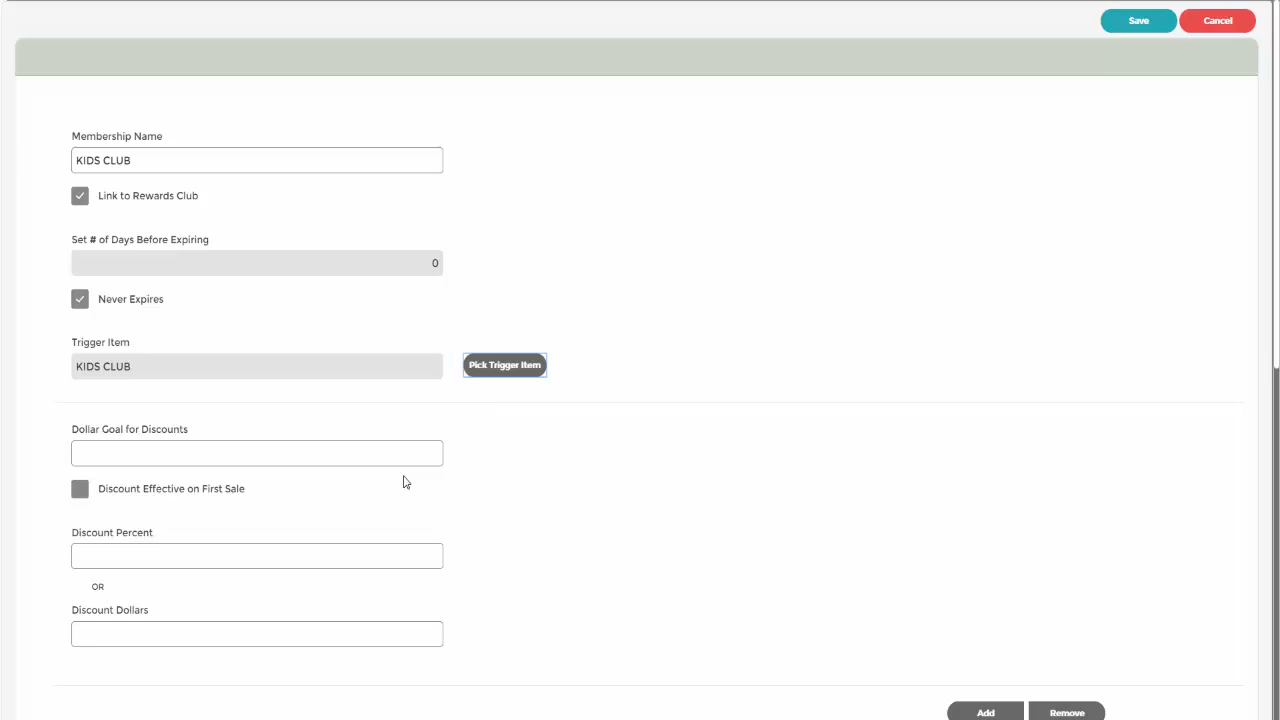 Save Cancel
Membership Name
KIDS CLUB
Link to Rewards Club
Set # of Days Before Expiring
0
Never Expires
Trigger Item
KIDS CLUB Pick Trigger Item
Dollar Goal for Discounts
Discount Effective on First Sale
Discount Percent
OR
Discount Dollars
Add Remove